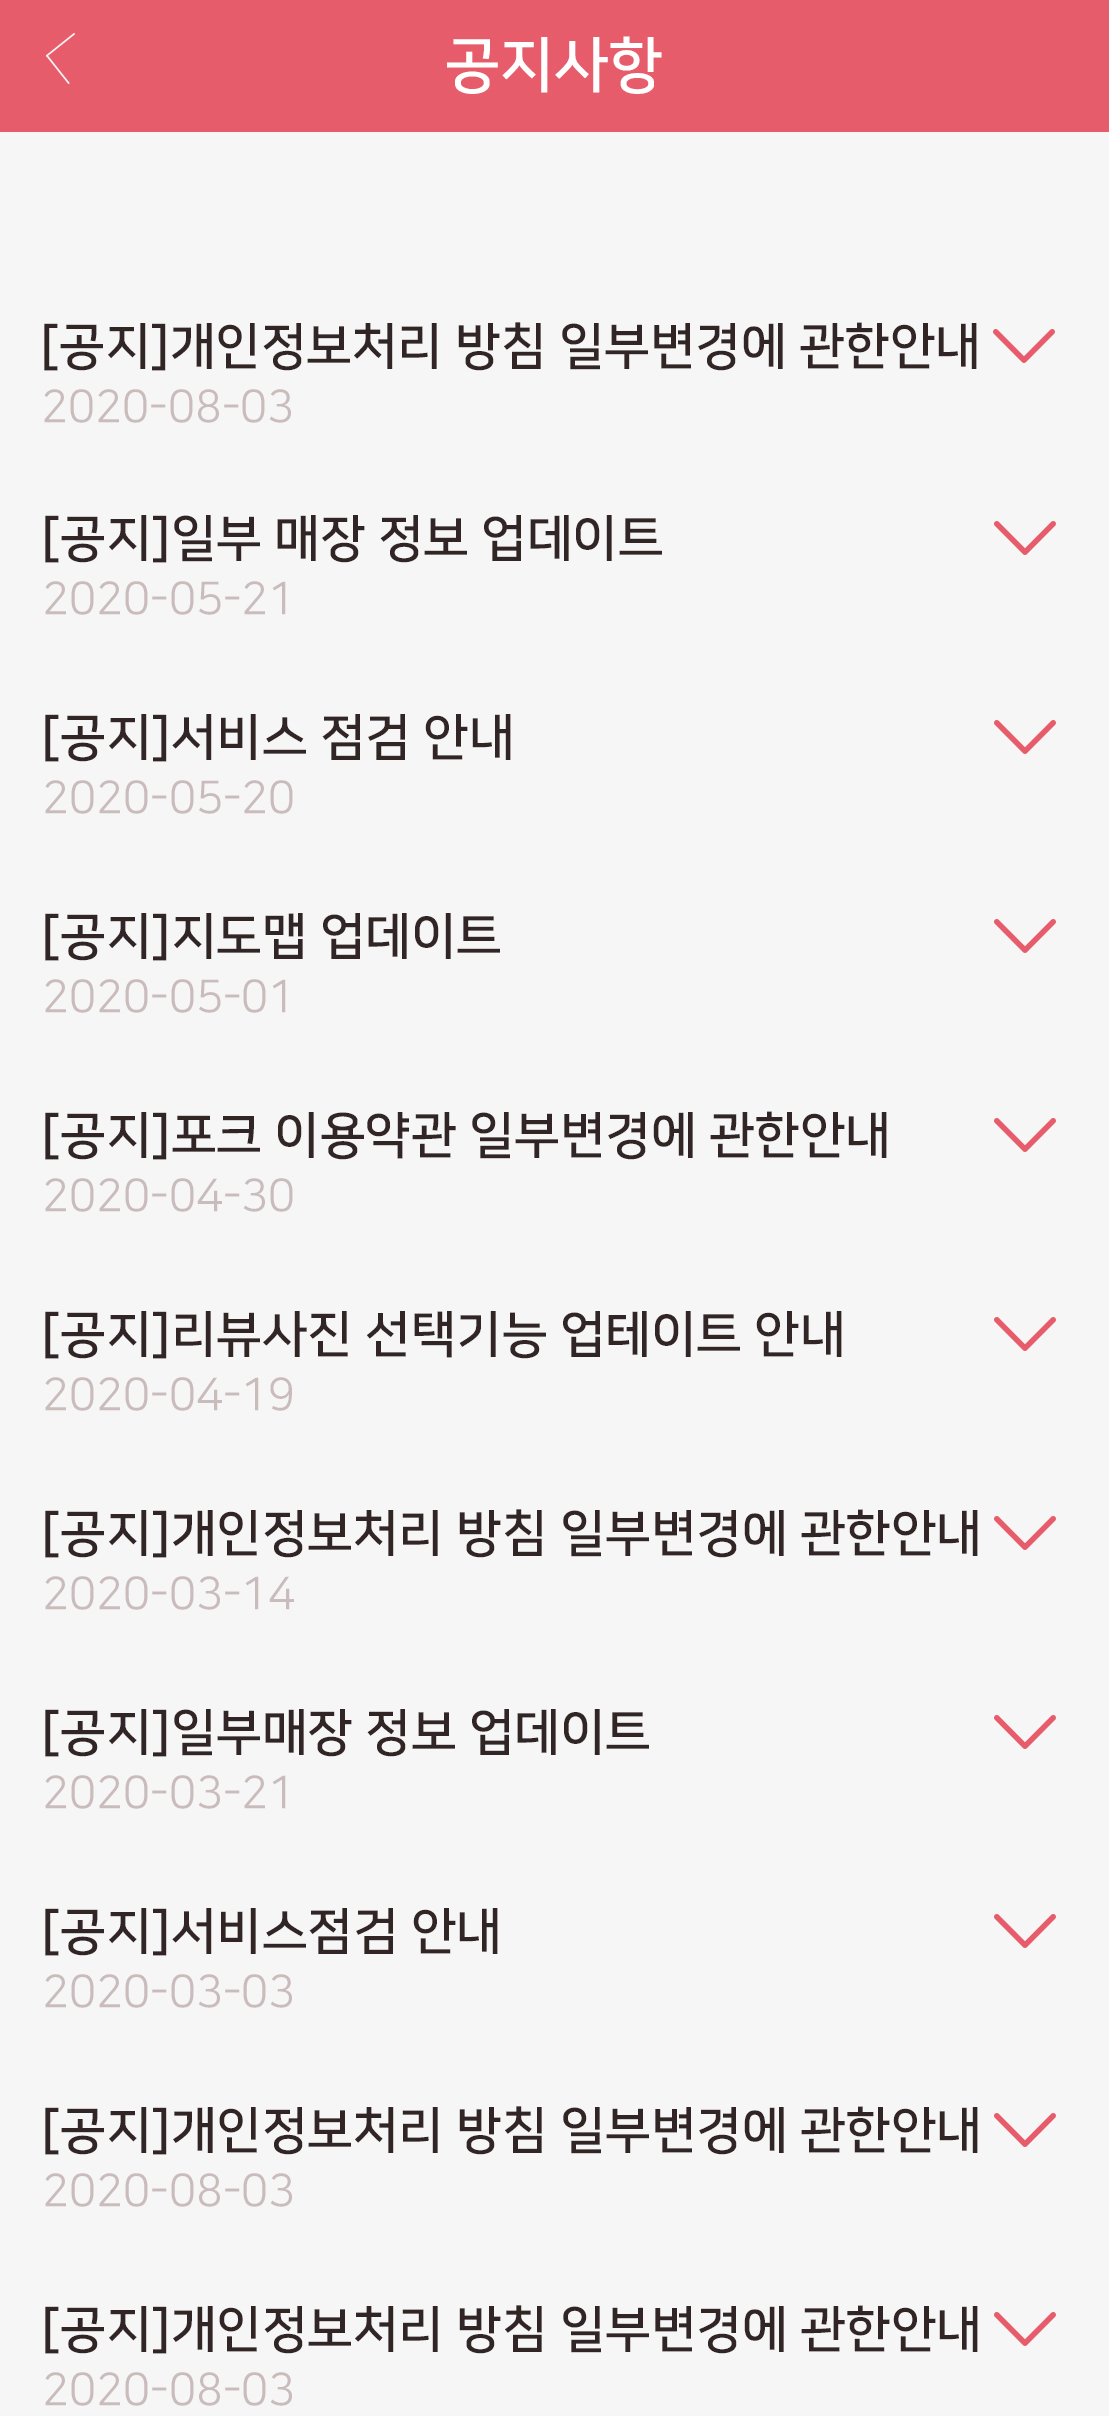 공지사항
[공지]개인정보처리 방침 일부변경에 관한안내
2020-08-03
[공지]일부 매장 정보 업데이트
2020-05-21
[공지]서비스 점검 안내
2020-05-20
[공지]지도맵 업데이트
2020-05-01
[공지]포크 이용약관 일부변경에 관한안내
2020-04-30
[공지]리뷰사진 선택기능 업테이트 안내
2020-04-19
[공지]개인정보처리 방침 일부변경에 관한안내
2020-03-14
[공지]일부매장 정보 업데이트
2020-03-21
[공지]서비스점검 안내
2020-03-03
[공지]개인정보처리 방침 일부변경에 관한안내
2020-08-03
[공지]개인정보처리 방침 일부변경에 관한안내
2020-08-03